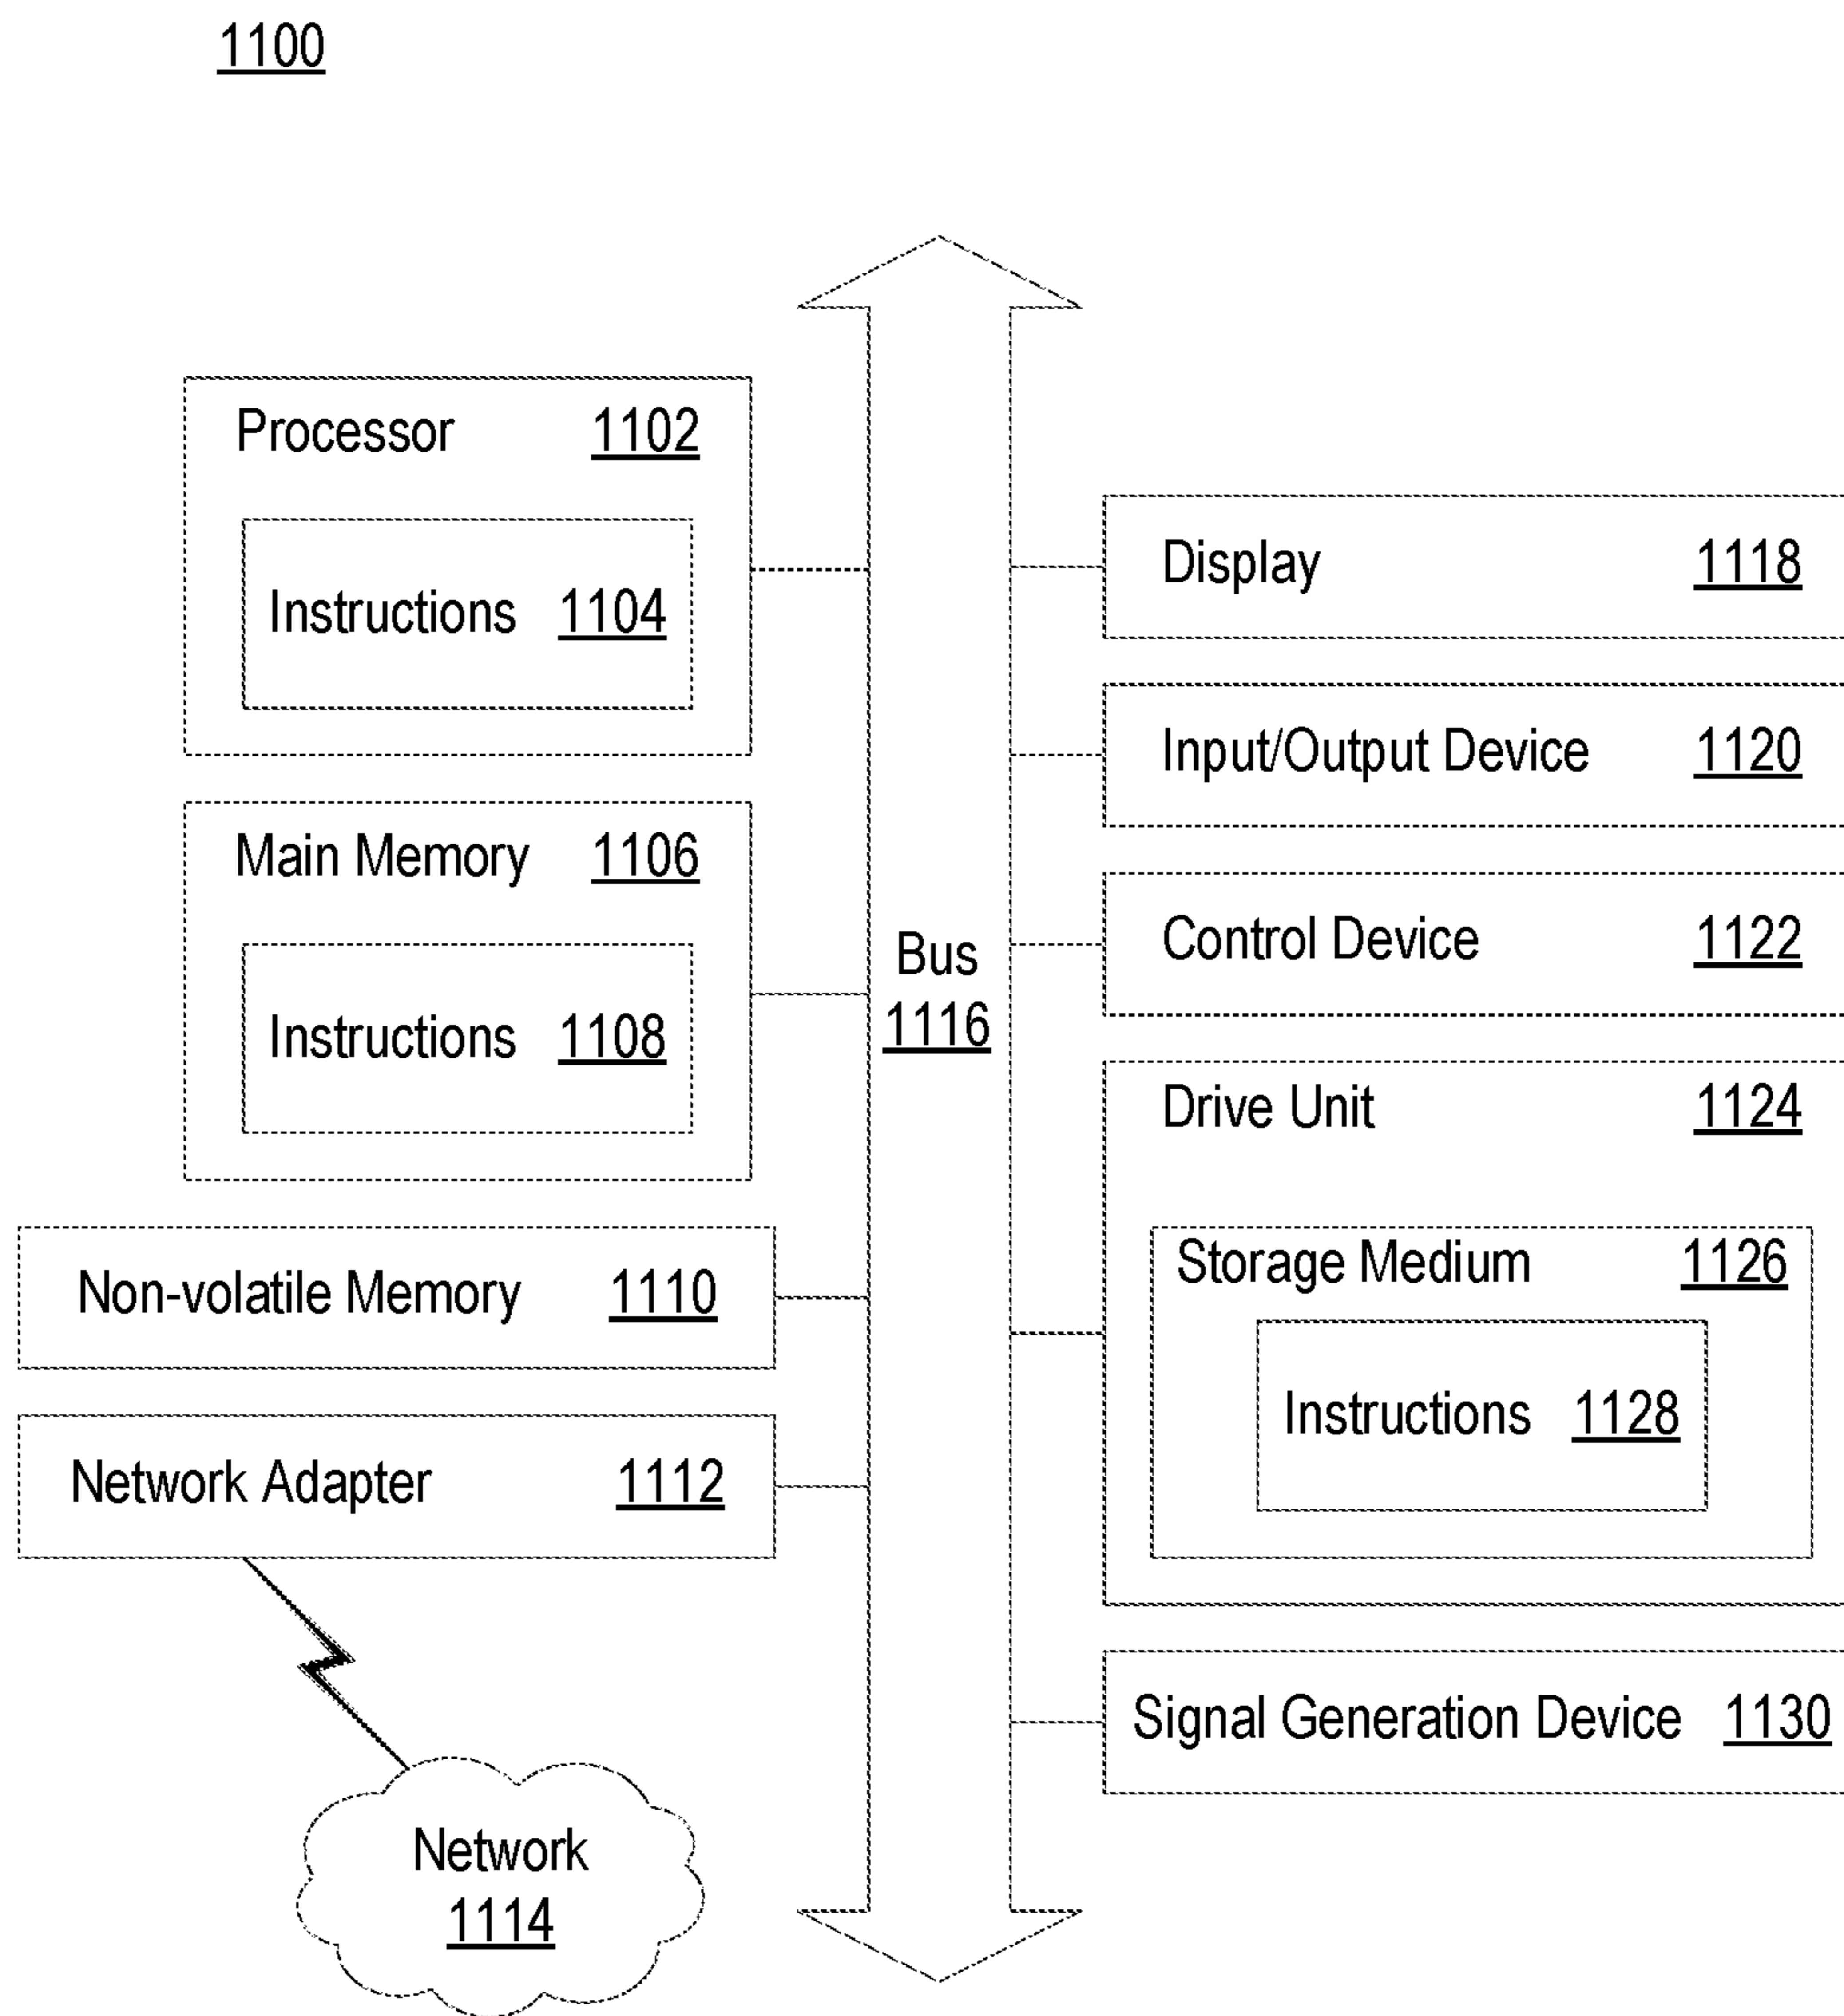 1100
Processor 1102
Instructions 1104
Main Memory 1106
Instructions 1108
Non-volatile Memory 1110
Network Adapter 1112
Network
1114
Bus
1116
Display 1118
Input/Output Device 1120
Control Device 1122
Drive Unit 1124
Storage Medium 1126
Instructions 1128
Signal Generation Device 1130